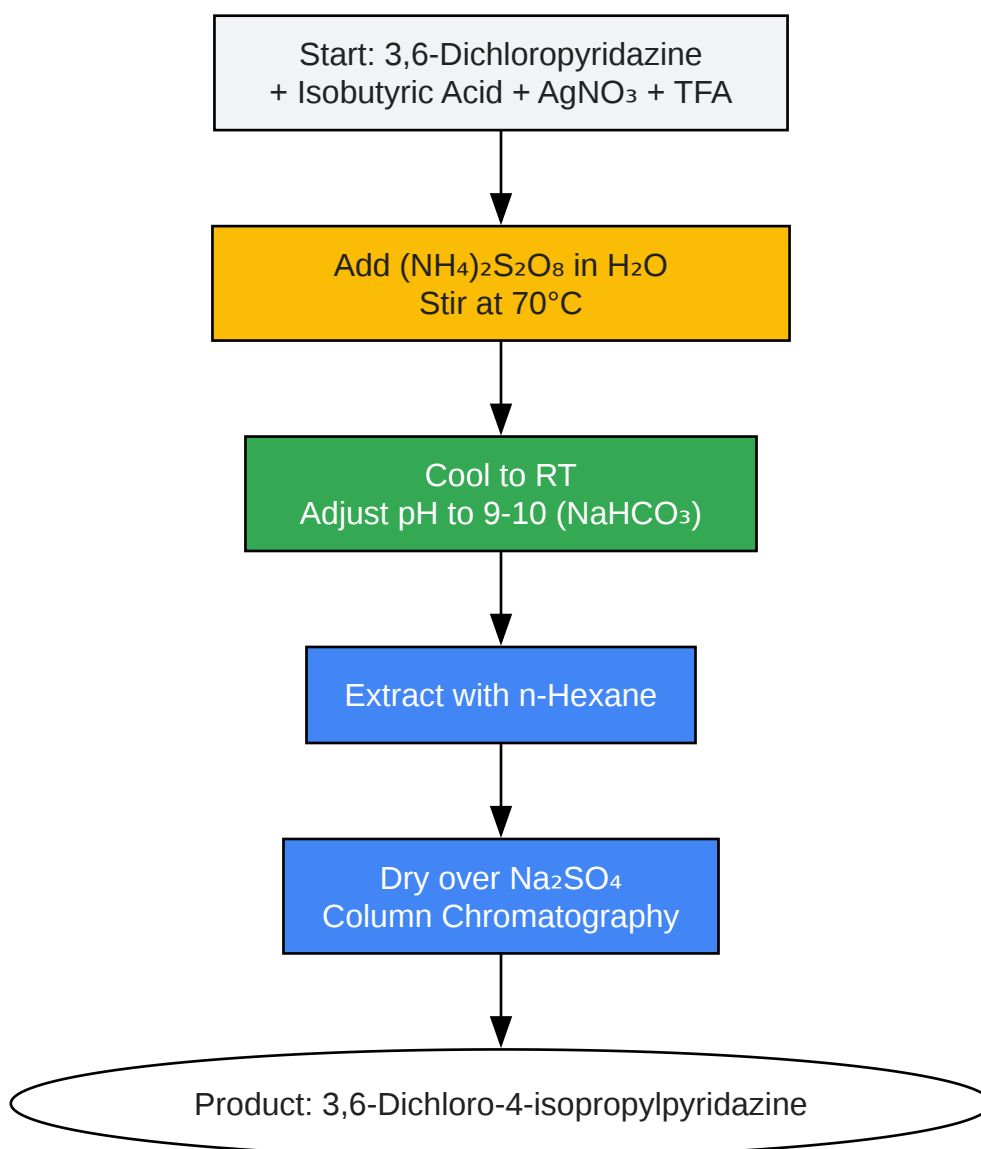 Start: 3,6-Dichloropyridazine
+ Isobutyric Acid + AgNO₃ + TFA
Add (NH₄)₂S₂O₈ in H₂O
Stir at 70°C
Cool to RT
Adjust pH to 9-10 (NaHCO₃)
Extract with n-Hexane
Dry over Na₂SO₄
Column Chromatography
Product: 3,6-Dichloro-4-isopropylpyridazine